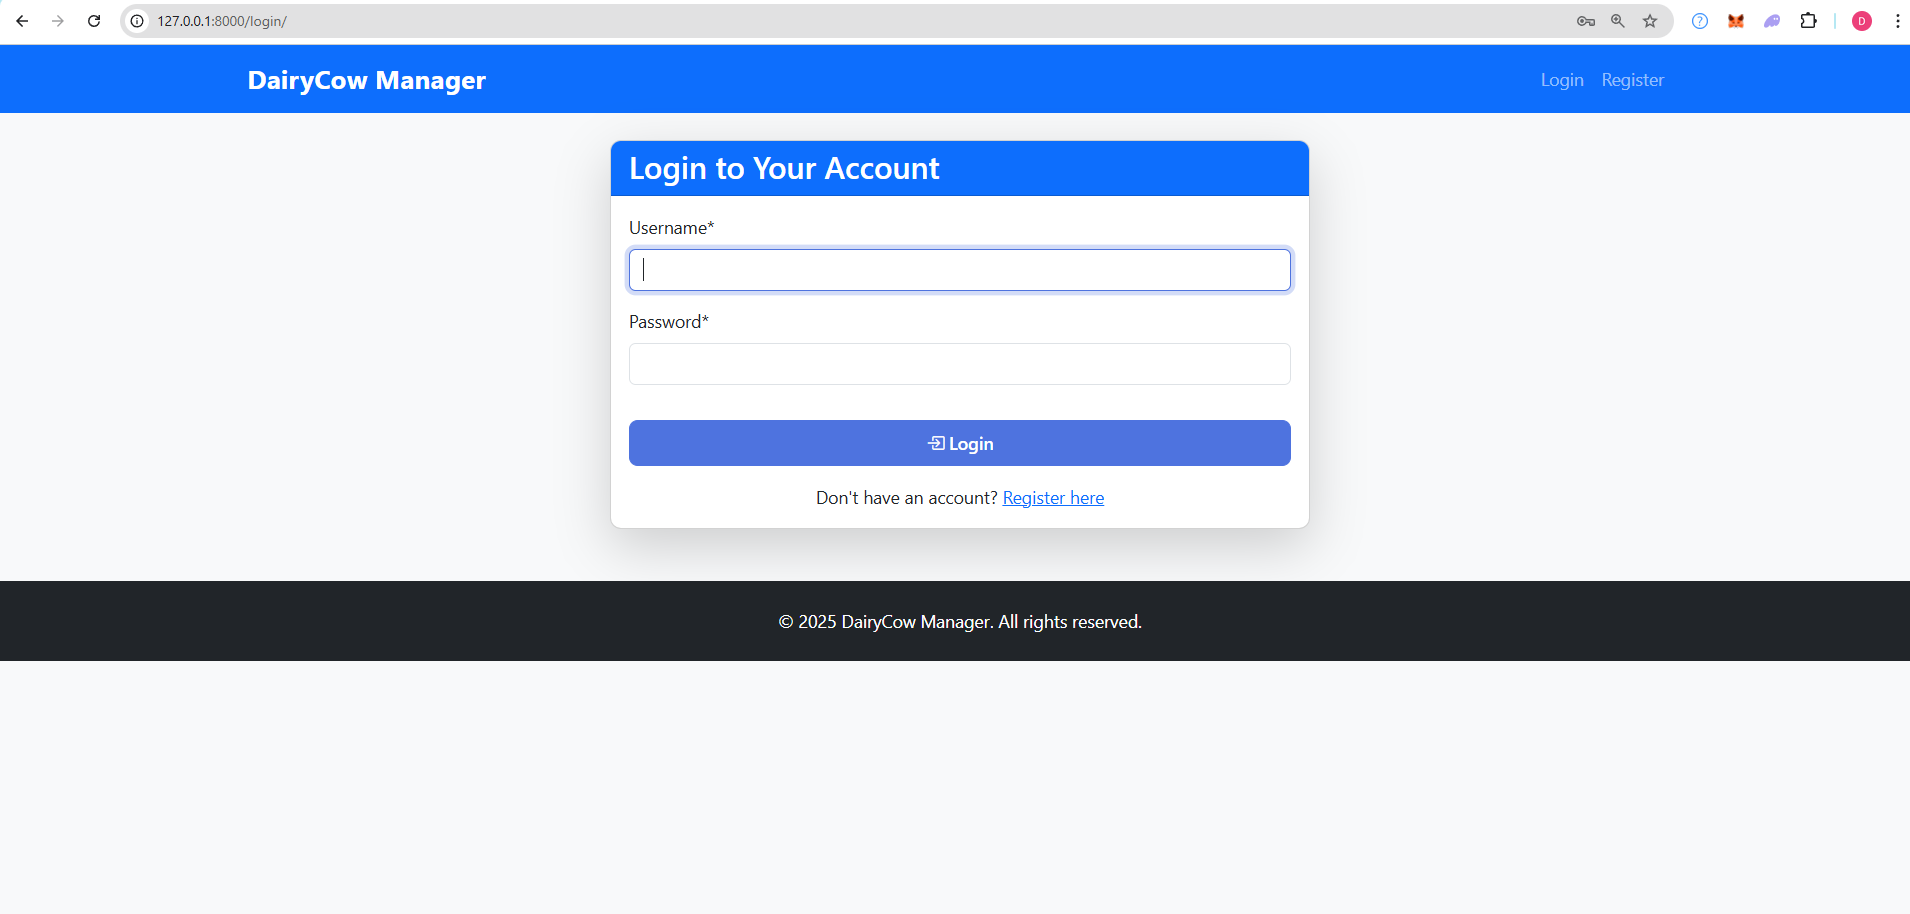 127.0.0.1:8000/login/
D
DairyCow Manager
Login
Register
Login to Your Account
Username*
Password*
Login
Don't have an account? Register here
© 2025 DairyCow Manager. All rights reserved.